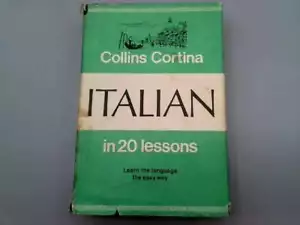 Collins Cortina
ITALIAN
in 20 lessons
Learn the language
The easy way